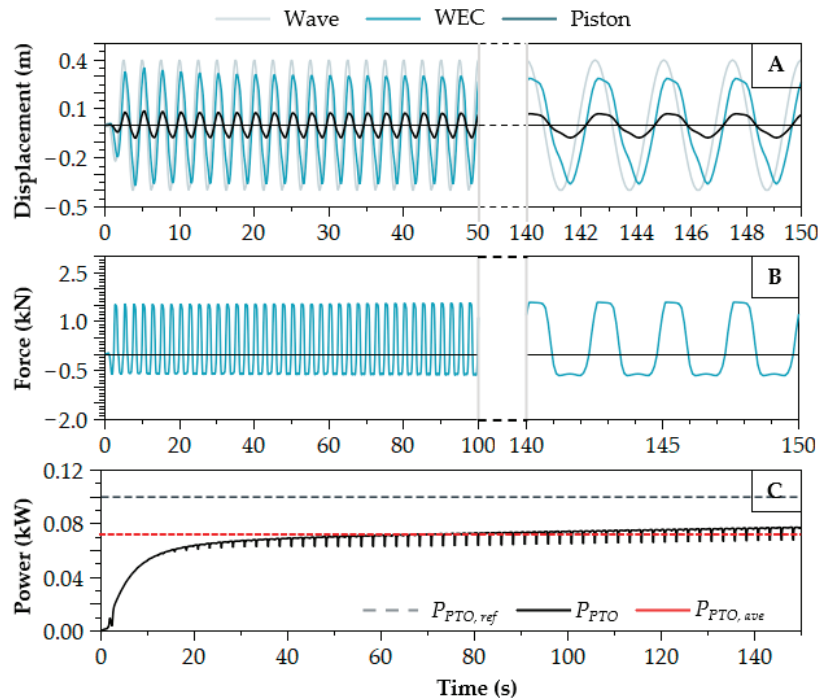 Wave WEC Piston
A
0.4
0.1
−0.2
−0.5
Displacement (m)
0 10 20 30 40 50 140 142 144 146 148 150
B
2.5
1.0
−0.5
−2.0
Force (kN)
0 20 40 60 80 100 140 145 150
C
0.12
0.08
0.04
0.00
Power (kW)
P_PTO, ref P_PTO P_PTO, ave
0 20 40 60 80 100 120 140
Time (s)